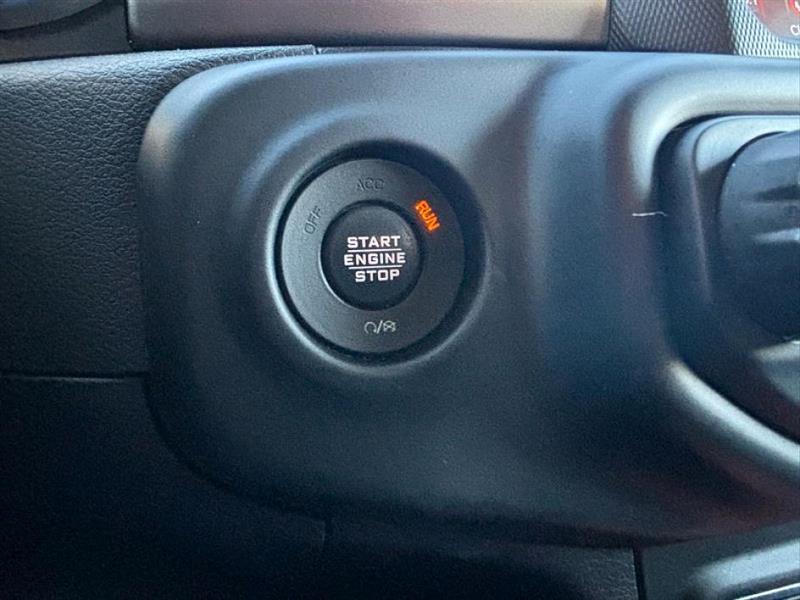 OFF
ACC
RUN
START
ENGINE
STOP